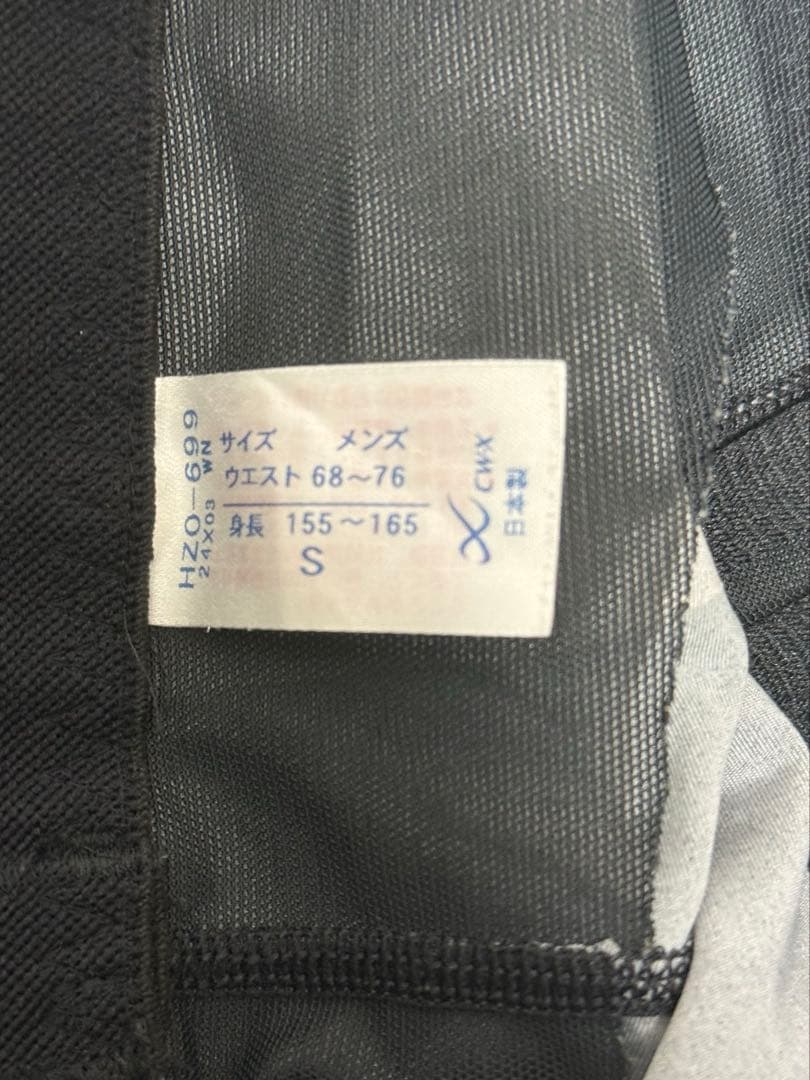 サイズ メンズ
ウエスト 68～76
身長 155～165
S
HZO-699
24X03 WN
CW-X
日本製